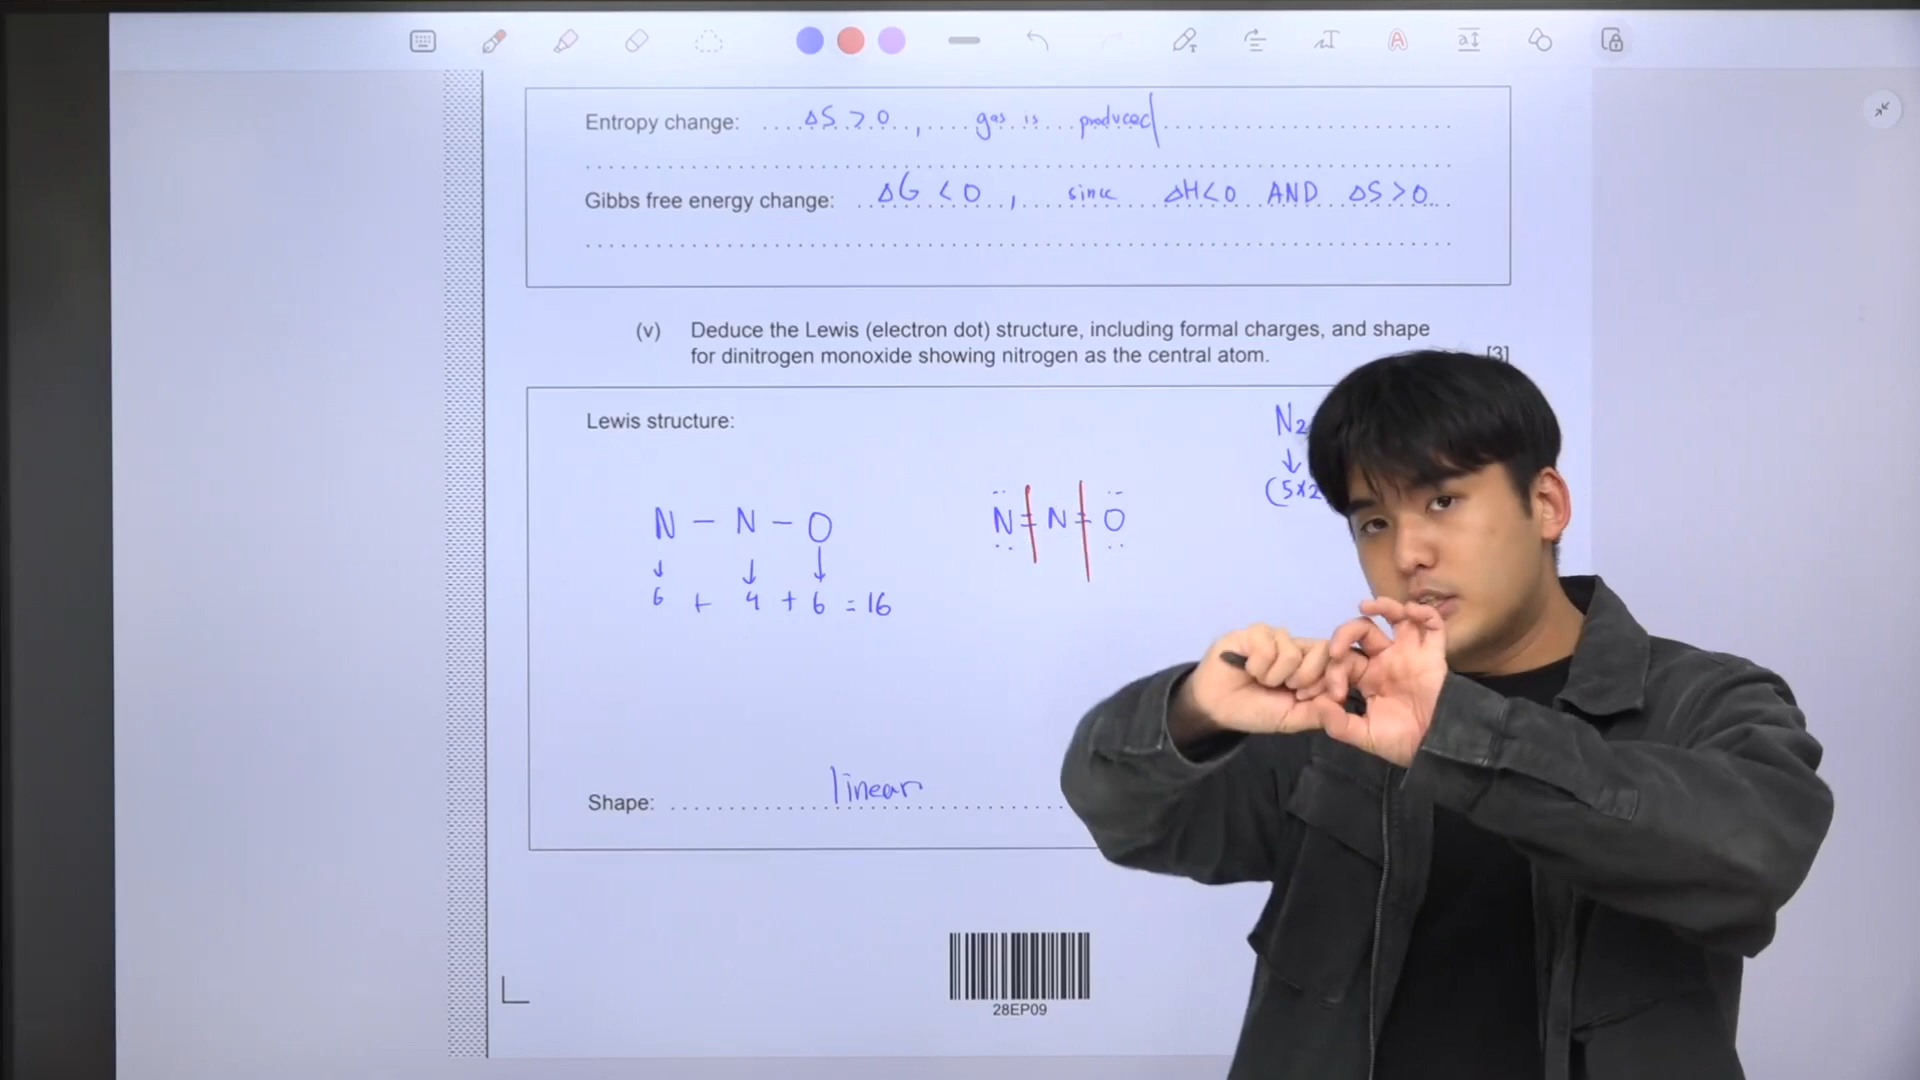 Entropy change: ΔS > 0 , gas is produced
Gibbs free energy change: ΔG < 0 , since ΔH < 0 AND ΔS > 0
(v) Deduce the Lewis (electron dot) structure, including formal charges, and shape
for dinitrogen monoxide showing nitrogen as the central atom. [3]
Lewis structure:
N2
↓
(5×2
N – N – O
↓ ↓ ↓
6 + 4 + 6 = 16
N = N = O
Shape: linear
28EP09